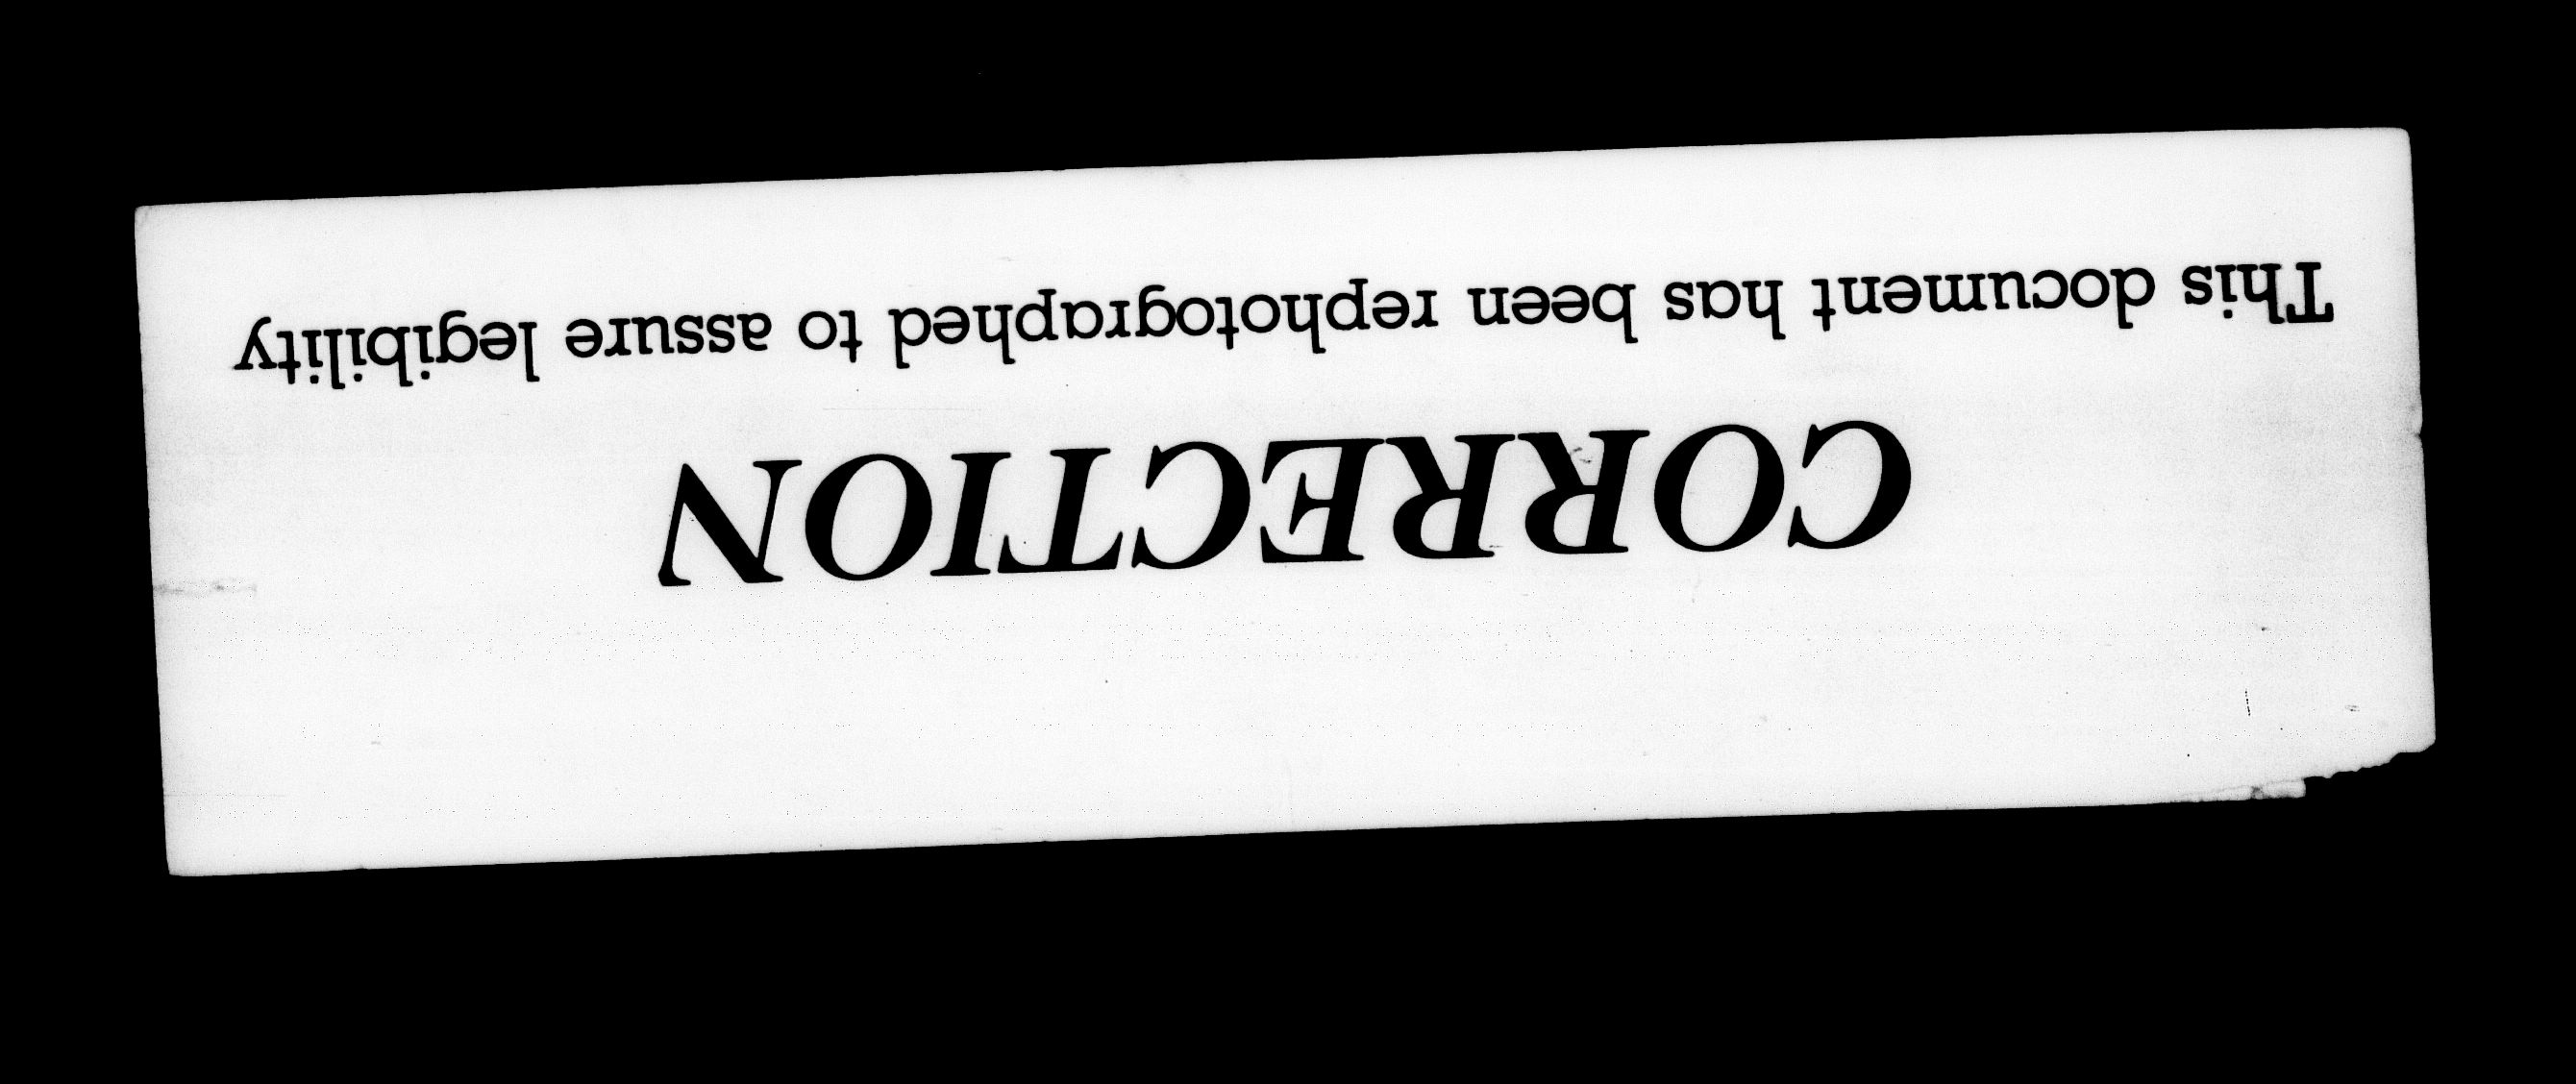 CORRECTION
This document has been rephotographed to assure legibility